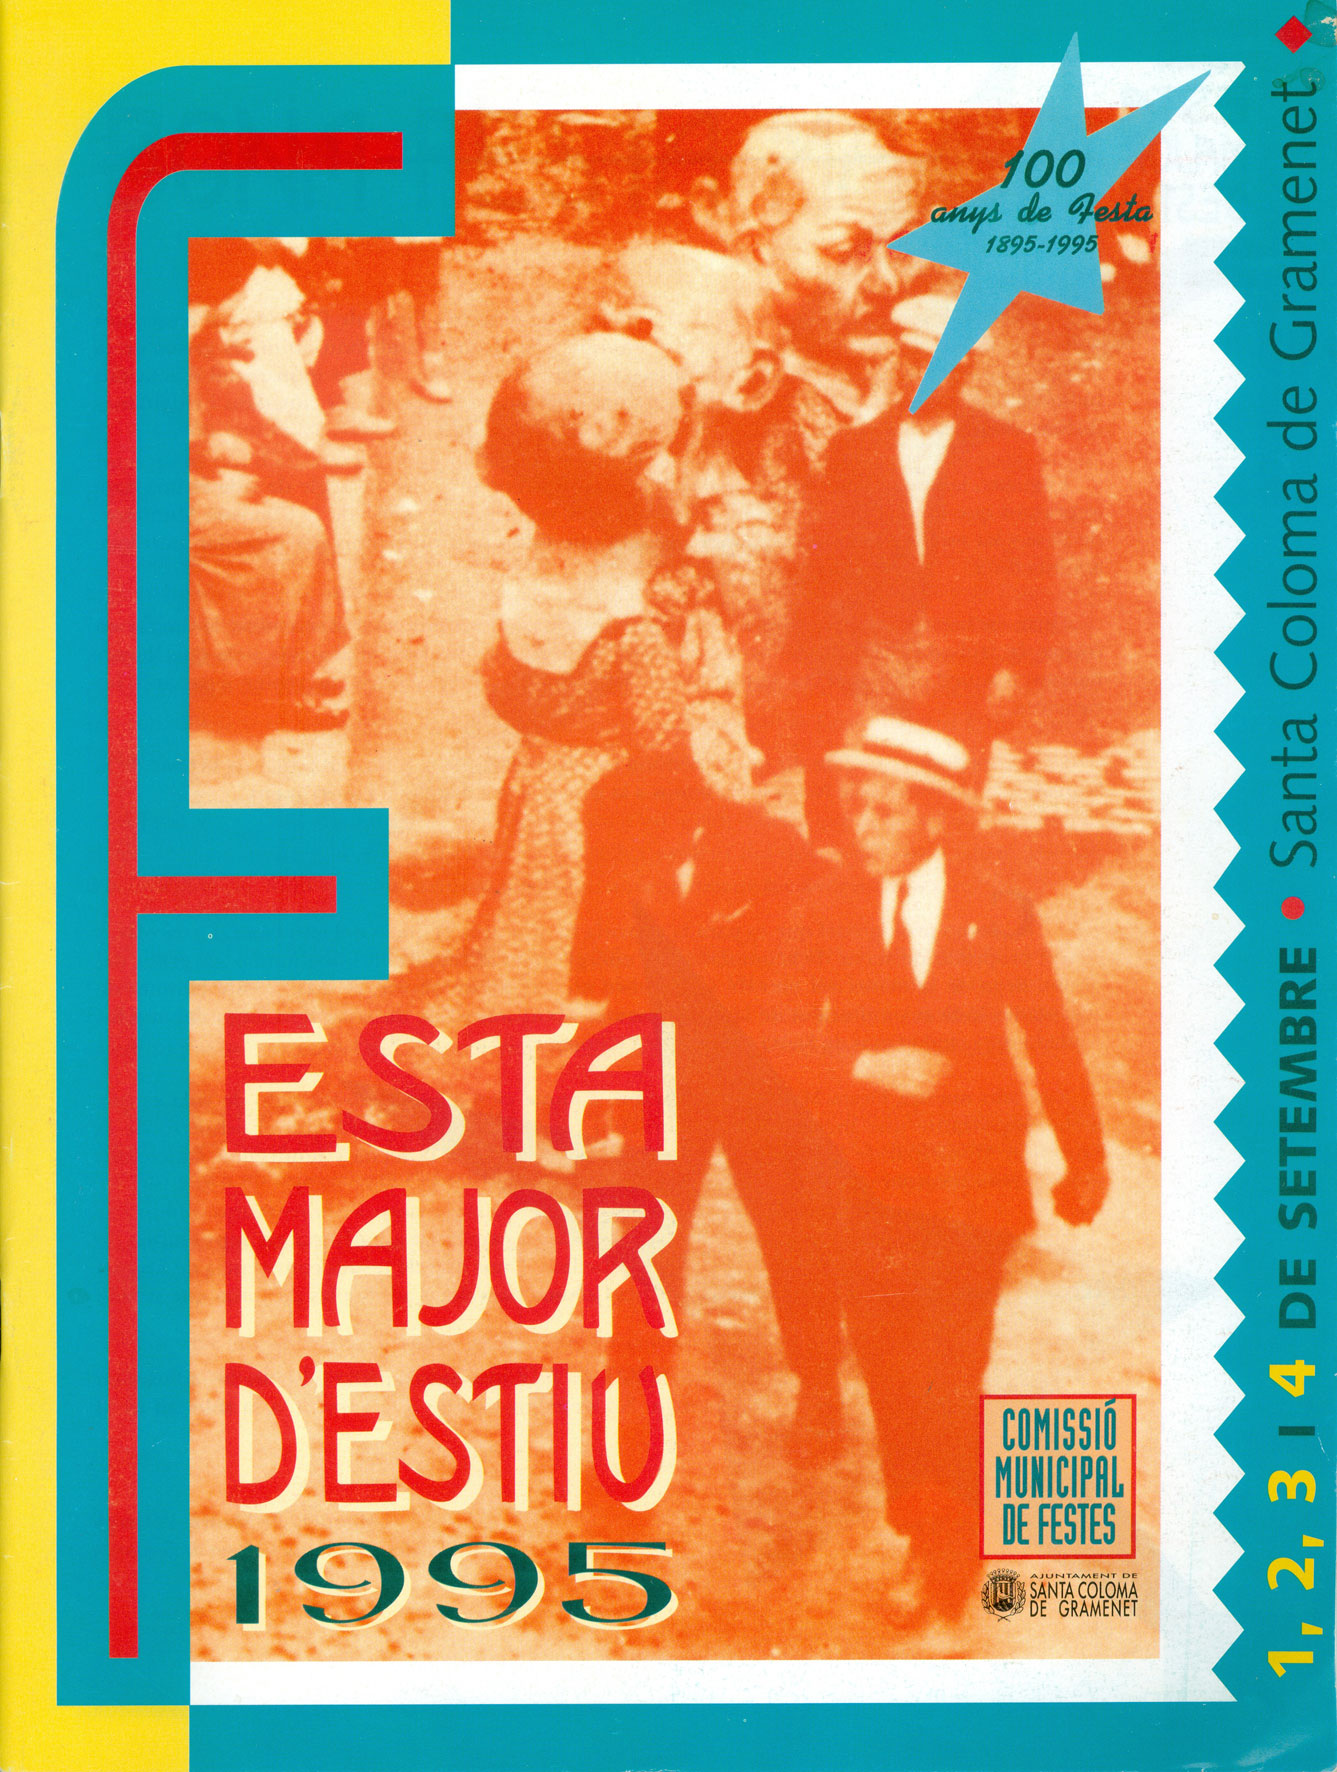 100
anys de Festa
1895-1995
FESTA
MAJOR
D'ESTIU
1995
COMISSIÓ
MUNICIPAL
DE FESTES
AJUNTAMENT DE
SANTA COLOMA
DE GRAMENET
1, 2, 3 I 4 DE SETEMBRE • Santa Coloma de Gramenet